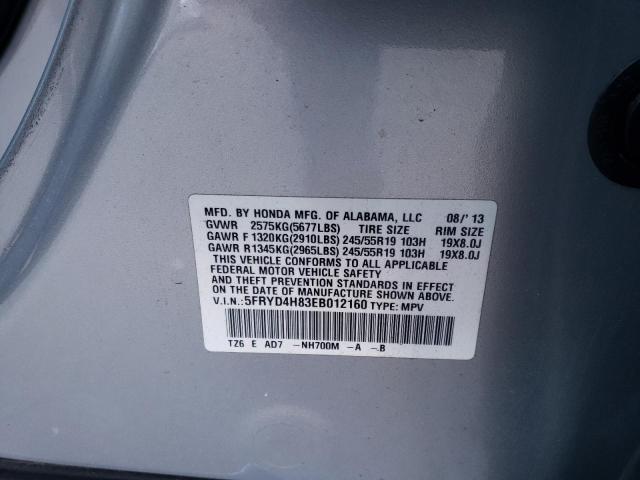 MFD. BY HONDA MFG. OF ALABAMA, LLC 08/'13
GVWR 2575KG(5677LBS) TIRE SIZE RIM SIZE
GAWR F 1320KG(2910LBS) 245/55R19 103H 19X8.0J
GAWR R1345KG(2965LBS) 245/55R19 103H 19X8.0J
THIS VEHICLE CONFORMS TO ALL APPLICABLE
FEDERAL MOTOR VEHICLE SAFETY
AND THEFT PREVENTION STANDARDS IN EFFECT ON
THE DATE OF MANUFACTURE SHOWN ABOVE.
V.I.N.: 5FRYD4H83EB012160 TYPE: MPV
TZ6 E AD7 -NH700M -A -.B